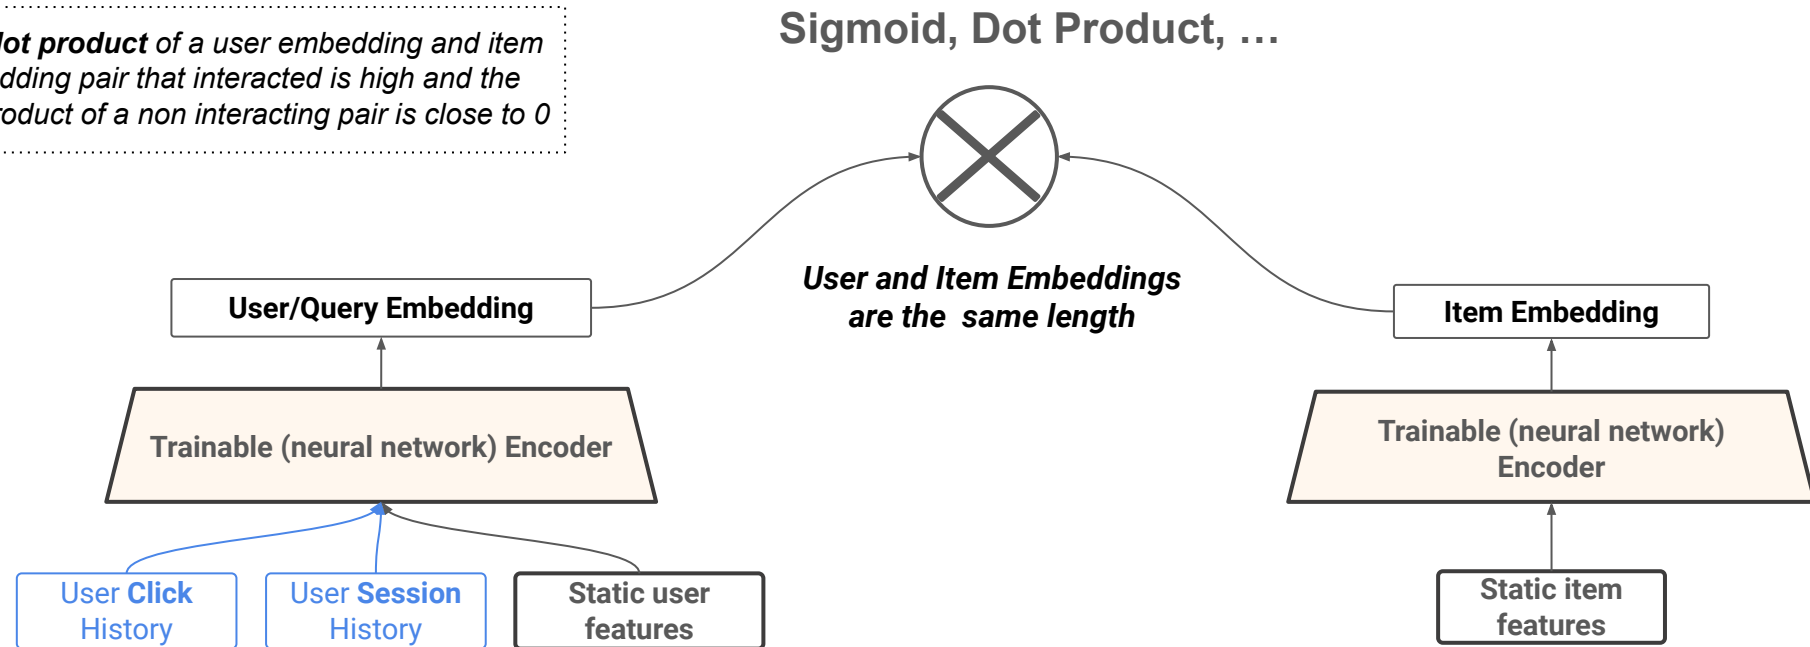 dot product of a user embedding and item
dding pair that interacted is high and the
roduct of a non interacting pair is close to 0
Sigmoid, Dot Product, …
User and Item Embeddings
are the same length
User/Query Embedding
Item Embedding
Trainable (neural network) Encoder
Trainable (neural network)
Encoder
User Click
History
User Session
History
Static user
features
Static item
features